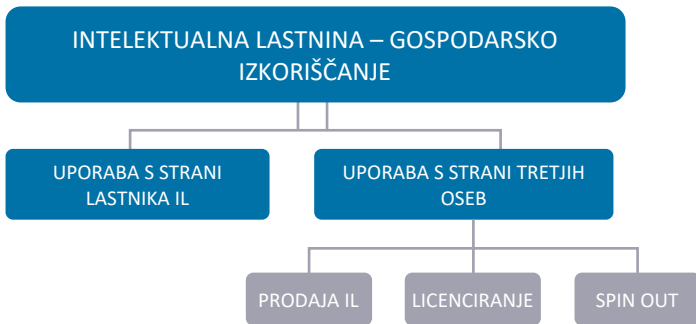 INTELEKTUALNA LASTNINA – GOSPODARSKO
IZKORIŠČANJE
UPORABA S STRANI
LASTNIKA IL
UPORABA S STRANI TRETJIH
OSEB
PRODAJA IL
LICENCIRANJE
SPIN OUT